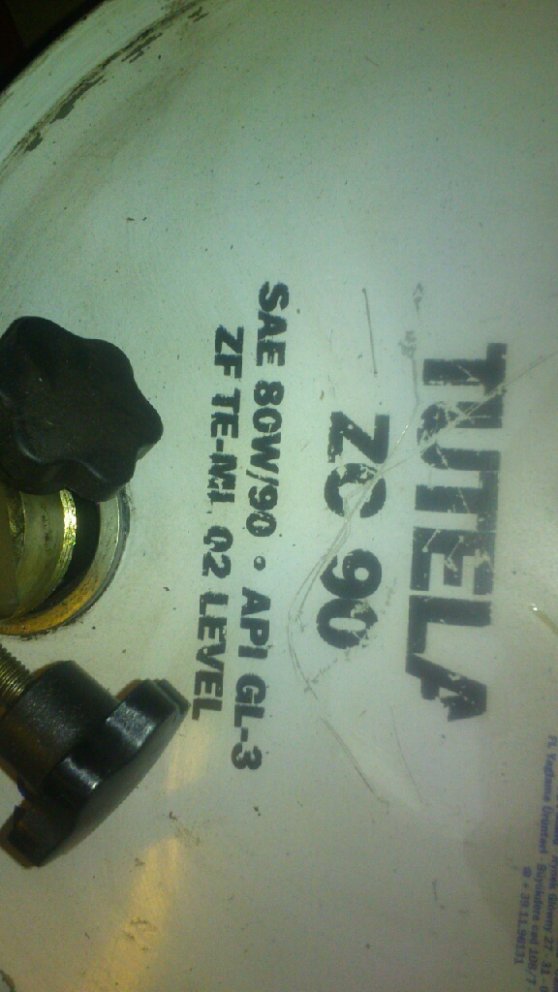 TUTELA
ZC 90
SAE 80W/90 • API GL-3
ZF TE-ML 02 LEVEL